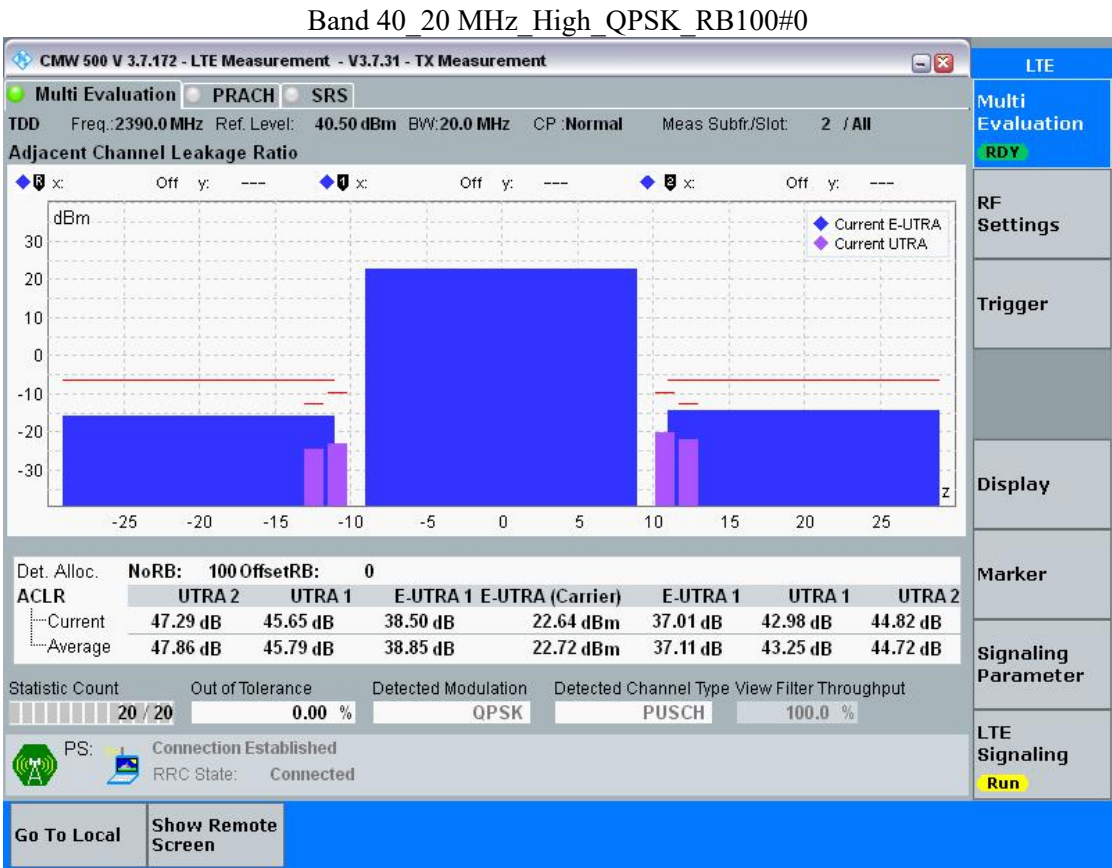 Band 40_20 MHz_High_QPSK_RB100#0
CMW 500 V 3.7.172 - LTE Measurement - V3.7.31 - TX Measurement
LTE
Multi Evaluation PRACH SRS
TDD Freq.:2390.0 MHz Ref. Level: 40.50 dBm BW:20.0 MHz CP :Normal Meas Subfr./Slot: 2 / All
Adjacent Channel Leakage Ratio
R x: Off y: --- 1 x: Off y: --- 2 x: Off y: ---
dBm
Current E-UTRA
Current UTRA
30
20
10
0
-10
-20
-30
z
-25 -20 -15 -10 -5 0 5 10 15 20 25
Det. Alloc. NoRB: 100 OffsetRB: 0
ACLR UTRA 2 UTRA 1 E-UTRA 1 E-UTRA (Carrier) E-UTRA 1 UTRA 1 UTRA 2
Current 47.29 dB 45.65 dB 38.50 dB 22.64 dBm 37.01 dB 42.98 dB 44.82 dB
Average 47.86 dB 45.79 dB 38.85 dB 22.72 dBm 37.11 dB 43.25 dB 44.72 dB
Statistic Count Out of Tolerance Detected Modulation Detected Channel Type View Filter Throughput
20 / 20 0.00 % QPSK PUSCH 100.0 %
PS: Connection Established
RRC State: Connected
Multi
Evaluation
RDY
RF
Settings
Trigger
Display
Marker
Signaling
Parameter
LTE
Signaling
Run
Go To Local
Show Remote
Screen